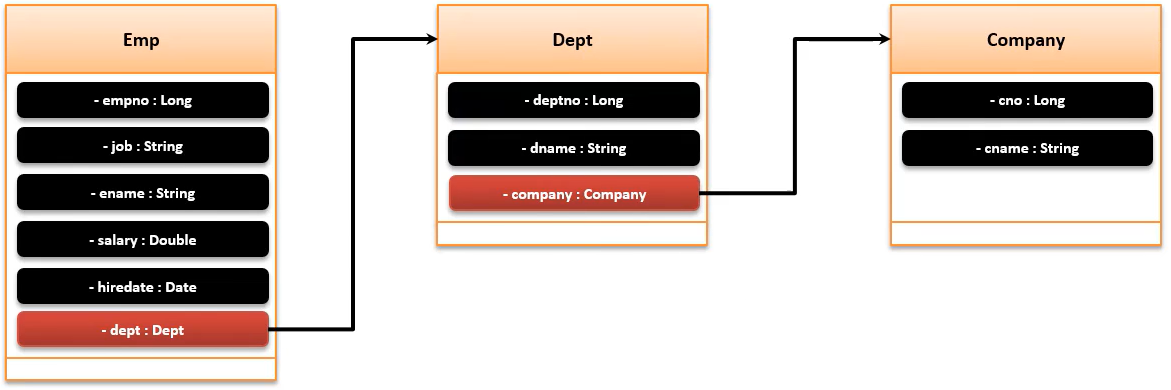 Emp
- empno : Long
- job : String
- ename : String
- salary : Double
- hiredate : Date
- dept : Dept
Dept
- deptno : Long
- dname : String
- company : Company
Company
- cno : Long
- cname : String